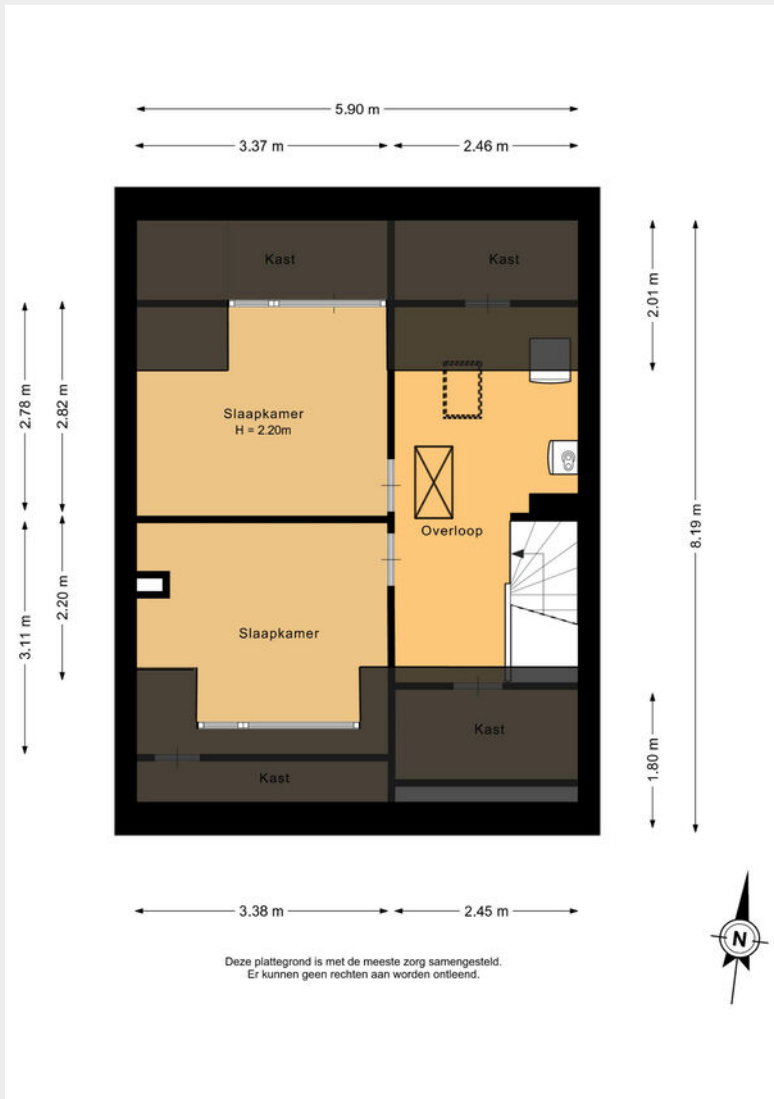 5.90 m
3.37 m
2.46 m
Kast
Kast
2.01 m
2.78 m
2.82 m
Slaapkamer
H = 2.20m
Overloop
8.19 m
2.20 m
3.11 m
Slaapkamer
Kast
1.80 m
Kast
3.38 m
2.45 m
N
Deze plattegrond is met de meeste zorg samengesteld.
Er kunnen geen rechten aan worden ontleend.